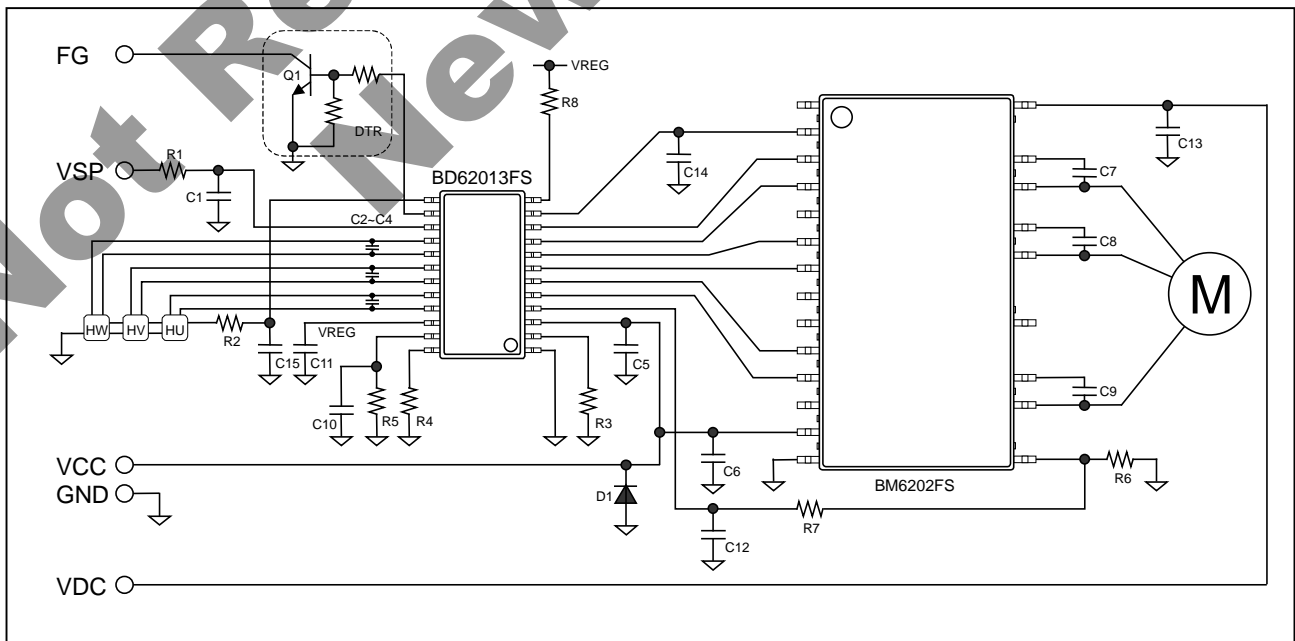 Not Re
New
FG
Q1
DTR
VREG
R8
VSP
R1
C1
BD62013FS
C14
C13
C7
C2~C4
C8
M
HW
HV
HU
R2
VREG
C15
C11
C5
C10
R5
R4
R3
C9
VCC
GND
D1
C6
BM6202FS
R6
C12
R7
VDC